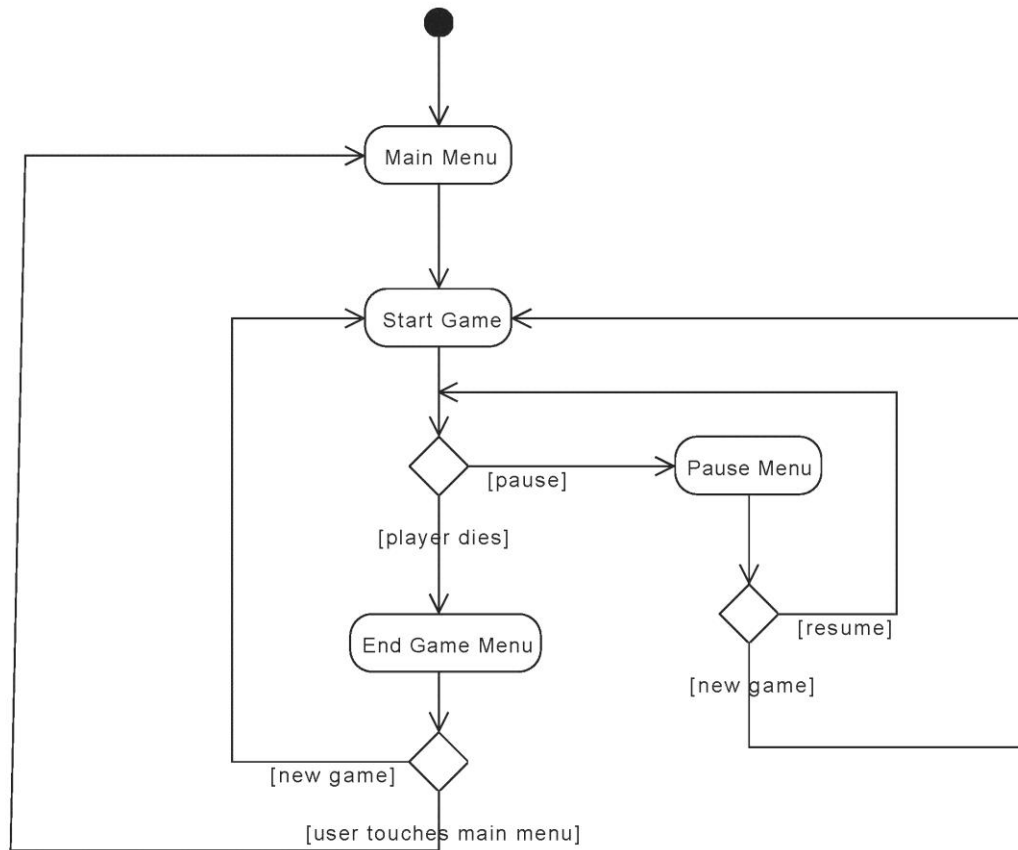 Main Menu
Start Game
Pause Menu
[pause]
[player dies]
[resume]
End Game Menu
[new game]
[new game]
[user touches main menu]